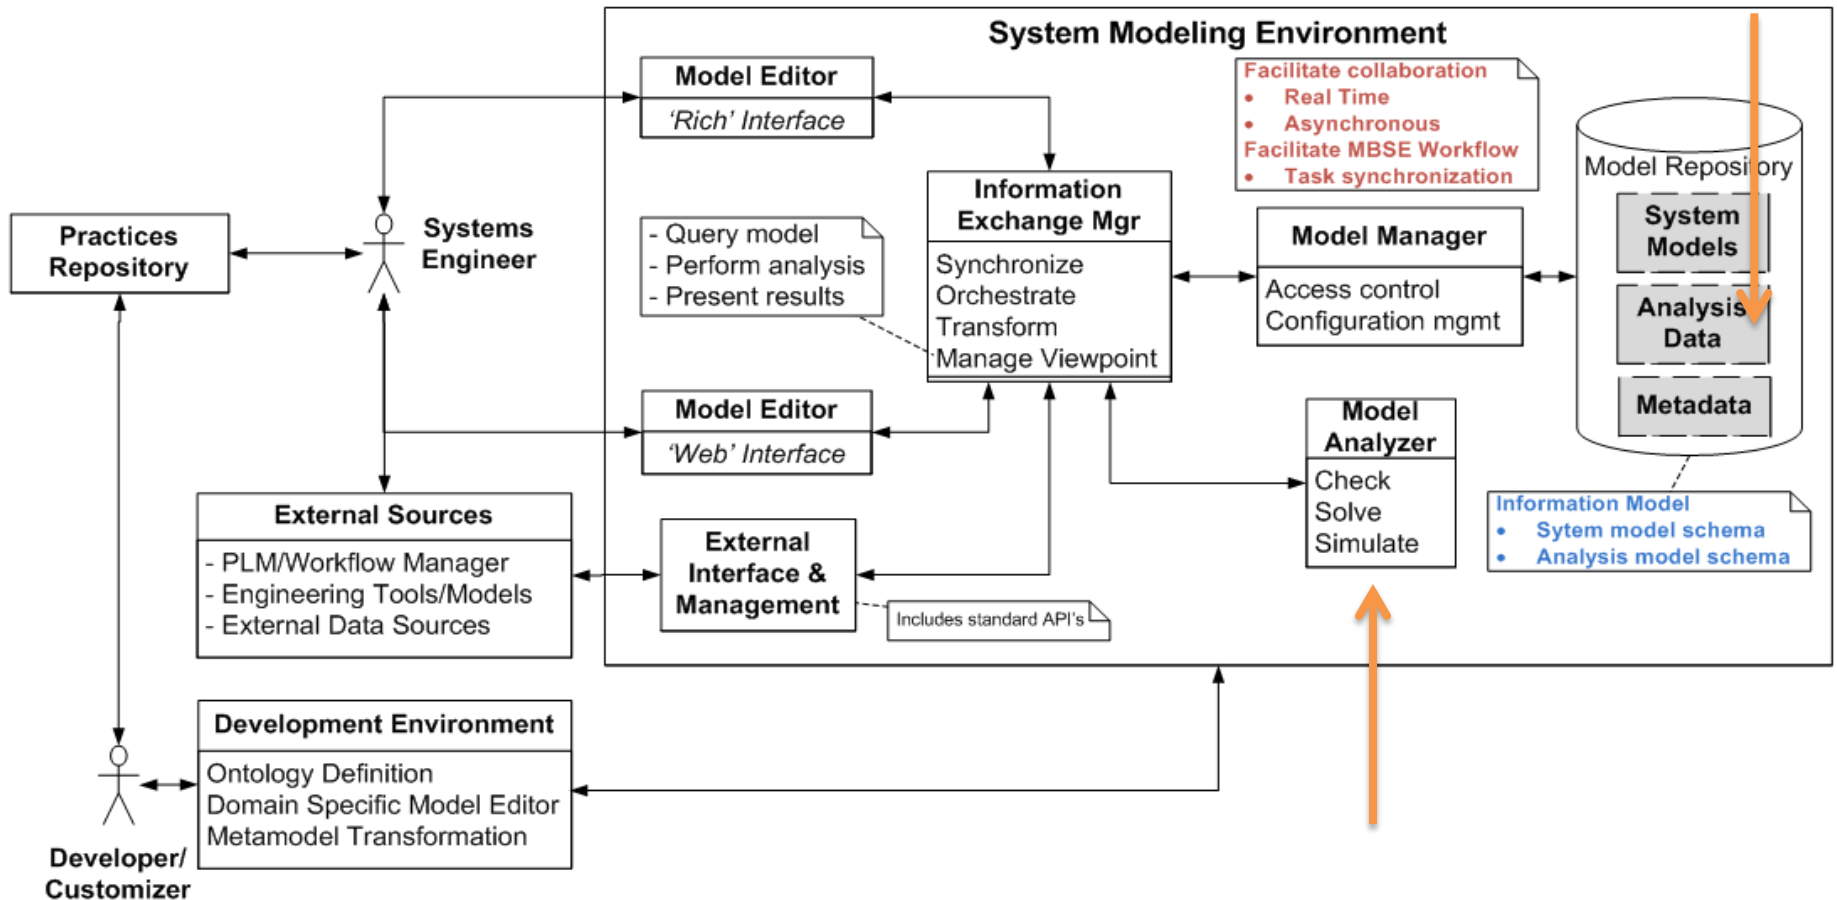 System Modeling Environment
Model Editor
‘Rich’ Interface
Facilitate collaboration
• Real Time
• Asynchronous
Facilitate MBSE Workflow
• Task synchronization
Model Repository
System
Models
Analysis
Data
Metadata
Information
Exchange Mgr
Synchronize
Orchestrate
Transform
Manage Viewpoint
Model Manager
Access control
Configuration mgmt
- Query model
- Perform analysis
- Present results
Practices
Repository
Systems
Engineer
Model Editor
‘Web’ Interface
Model
Analyzer
Check
Solve
Simulate
Information Model
• Sytem model schema
• Analysis model schema
External Sources
- PLM/Workflow Manager
- Engineering Tools/Models
- External Data Sources
External
Interface &
Management
Includes standard API's
Development Environment
Ontology Definition
Domain Specific Model Editor
Metamodel Transformation
Developer/
Customizer